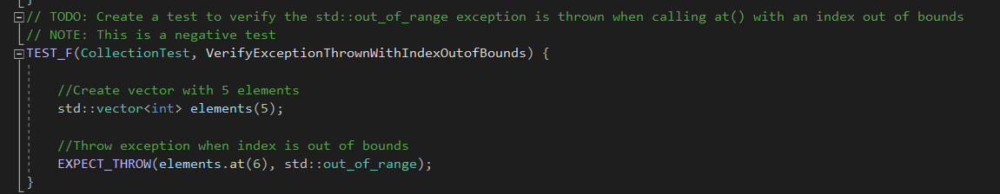 }
// TODO: Create a test to verify the std::out_of_range exception is thrown when calling at() with an index out of bounds
// NOTE: This is a negative test
TEST_F(CollectionTest, VerifyExceptionThrownWithIndexOutofBounds) {
//Create vector with 5 elements
std::vector<int> elements(5);
//Throw exception when index is out of bounds
EXPECT_THROW(elements.at(6), std::out_of_range);
}